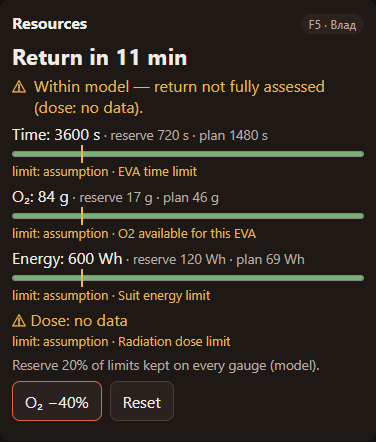 Resources F5 · Влад
Return in 11 min
⚠ Within model — return not fully assessed
(dose: no data).
Time: 3600 s · reserve 720 s · plan 1480 s
limit: assumption · EVA time limit
O₂: 84 g · reserve 17 g · plan 46 g
limit: assumption · O2 available for this EVA
Energy: 600 Wh · reserve 120 Wh · plan 69 Wh
limit: assumption · Suit energy limit
⚠ Dose: no data
limit: assumption · Radiation dose limit
Reserve 20% of limits kept on every gauge (model).
O₂ −40% Reset